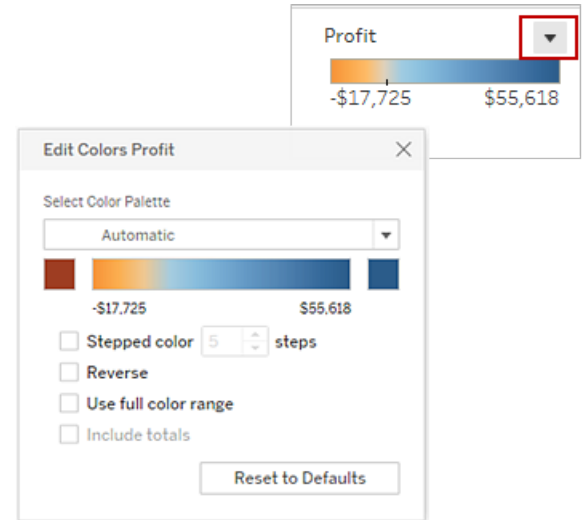 Profit
-$17,725 $55,618
Edit Colors Profit
Select Color Palette
Automatic
-$17,725 $55,618
Stepped color 5 steps
Reverse
Use full color range
Include totals
Reset to Defaults